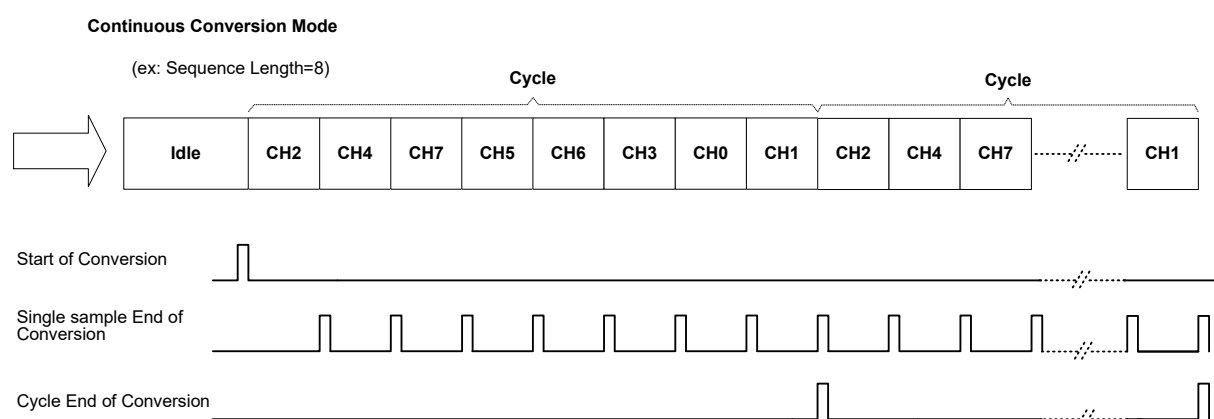 Continuous Conversion Mode
(ex: Sequence Length=8)
Cycle Cycle
Idle CH2 CH4 CH7 CH5 CH6 CH3 CH0 CH1 CH2 CH4 CH7 CH1
Start of Conversion
Single sample End of
Conversion
Cycle End of Conversion